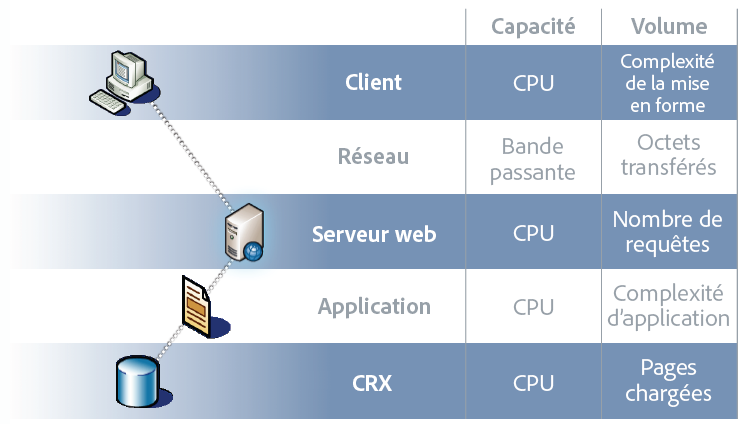 Capacité
Volume
Client
CPU
Complexité
de la mise
en forme
Réseau
Bande
passante
Octets
transférés
Serveur web
CPU
Nombre de
requêtes
Application
CPU
Complexité
d'application
CRX
CPU
Pages
chargées